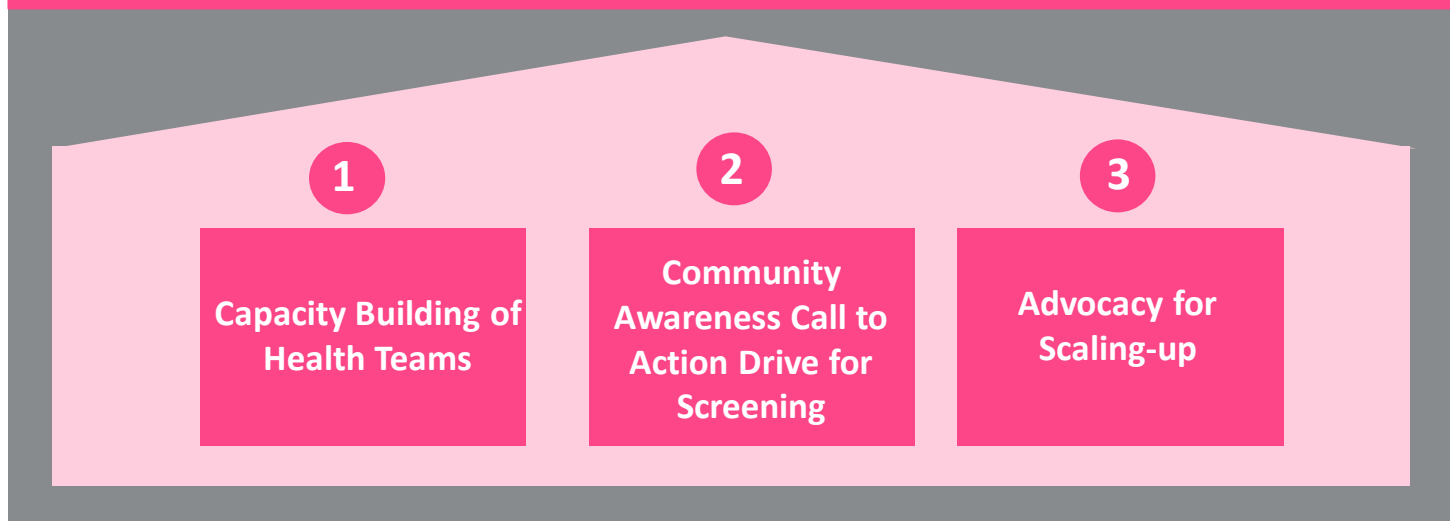 1
Capacity Building of
Health Teams
2
Community
Awareness Call to
Action Drive for
Screening
3
Advocacy for
Scaling-up